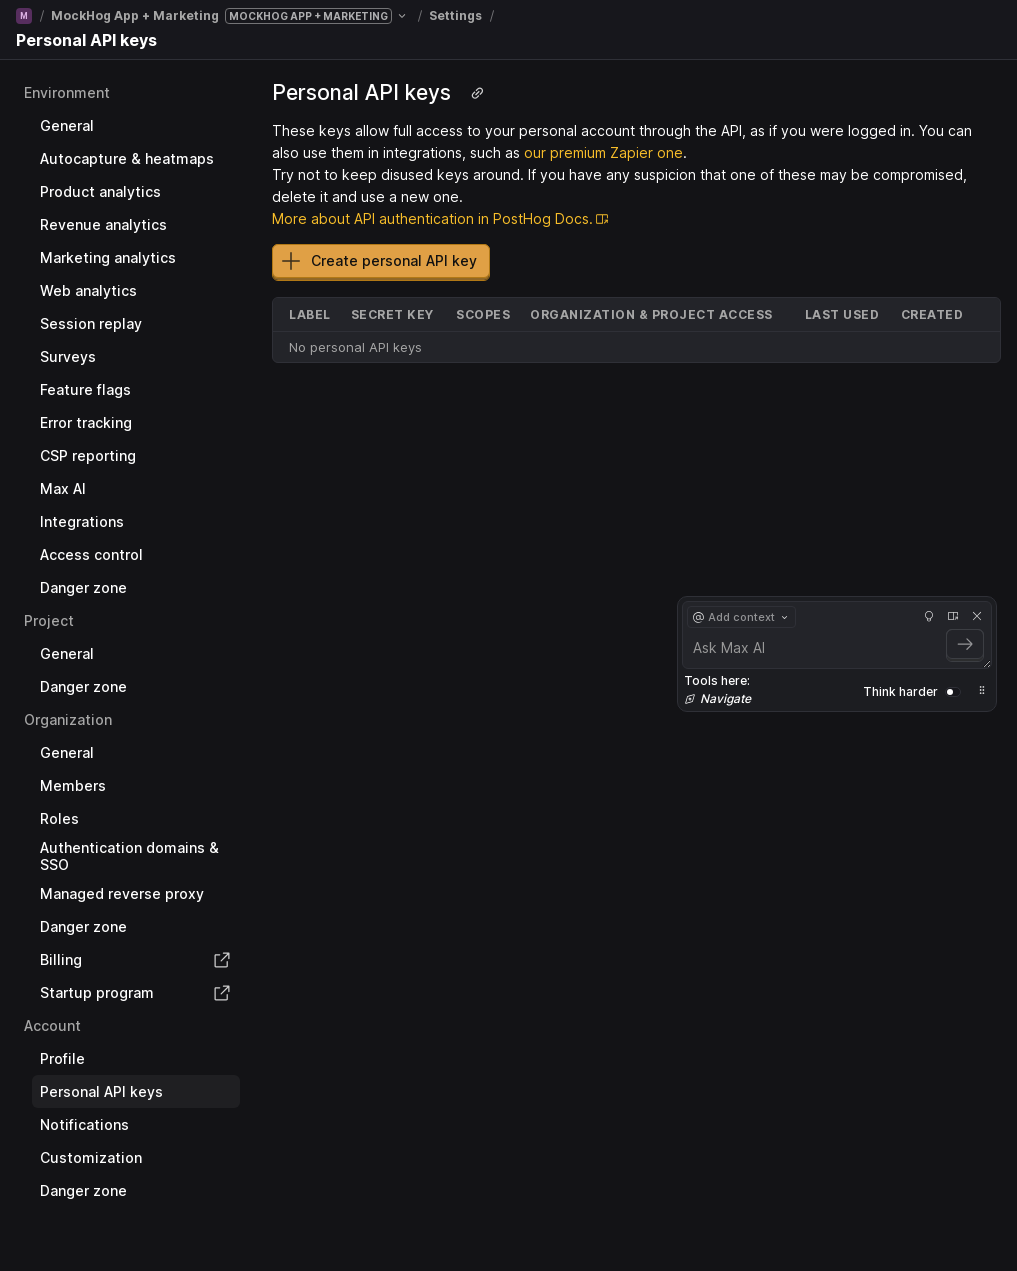 M / MockHog App + Marketing MOCKHOG APP + MARKETING / Settings /
Personal API keys
Environment
General
Autocapture & heatmaps
Product analytics
Revenue analytics
Marketing analytics
Web analytics
Session replay
Surveys
Feature flags
Error tracking
CSP reporting
Max AI
Integrations
Access control
Danger zone
Project
General
Danger zone
Organization
General
Members
Roles
Authentication domains &
SSO
Managed reverse proxy
Danger zone
Billing
Startup program
Account
Profile
Personal API keys
Notifications
Customization
Danger zone
Personal API keys
These keys allow full access to your personal account through the API, as if you were logged in. You can
also use them in integrations, such as our premium Zapier one.
Try not to keep disused keys around. If you have any suspicion that one of these may be compromised,
delete it and use a new one.
More about API authentication in PostHog Docs.
Create personal API key
LABEL SECRET KEY SCOPES ORGANIZATION & PROJECT ACCESS LAST USED CREATED
No personal API keys
@ Add context
Ask Max AI
Tools here:
Navigate
Think harder